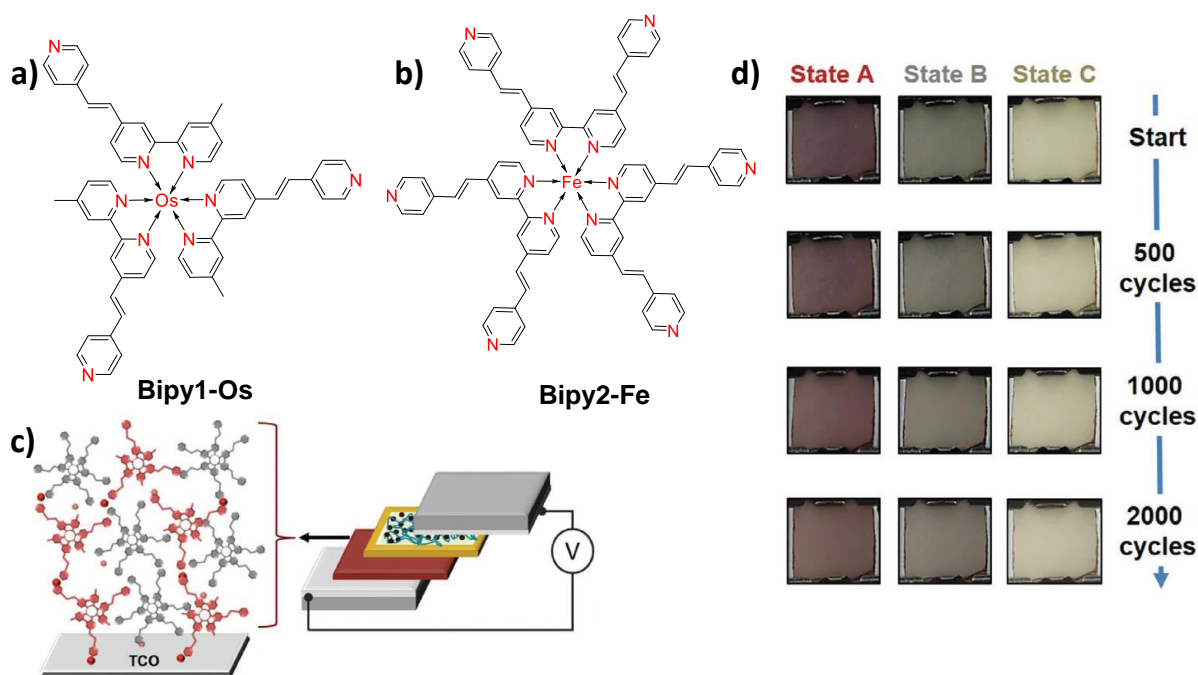 a)
N
N
N
N
N
Os
N
N
N
N
Bipy1-Os
b)
N
N
N
N
N
Fe
N
N
N
N
N
N
Bipy2-Fe
c)
TCO
V
d)
State A State B State C
Start
500
cycles
1000
cycles
2000
cycles